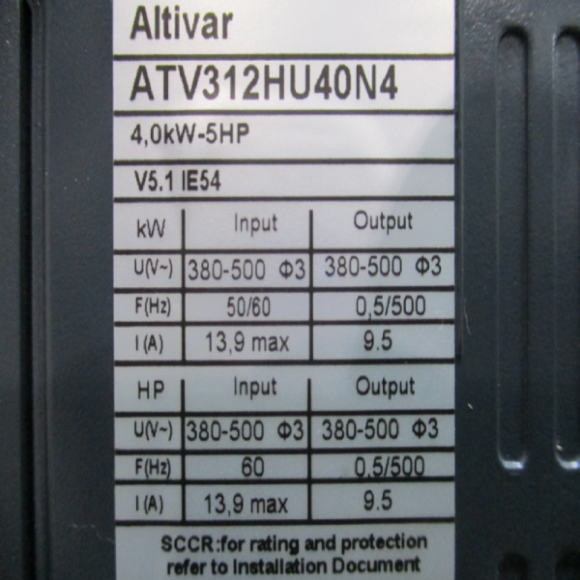 Altivar
ATV312HU40N4
4,0kW-5HP
V5.1 IE54
kW Input Output
U(V~) 380-500 Φ3 380-500 Φ3
F(Hz) 50/60 0,5/500
I(A) 13,9 max 9.5
HP Input Output
U(V~) 380-500 Φ3 380-500 Φ3
F(Hz) 60 0,5/500
I(A) 13,9 max 9.5
SCCR:for rating and protection
refer to Installation Document